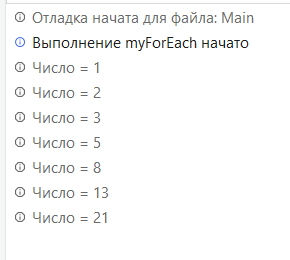 Отладка начата для файла: Main
Выполнение myForEach начато
Число = 1
Число = 2
Число = 3
Число = 5
Число = 8
Число = 13
Число = 21